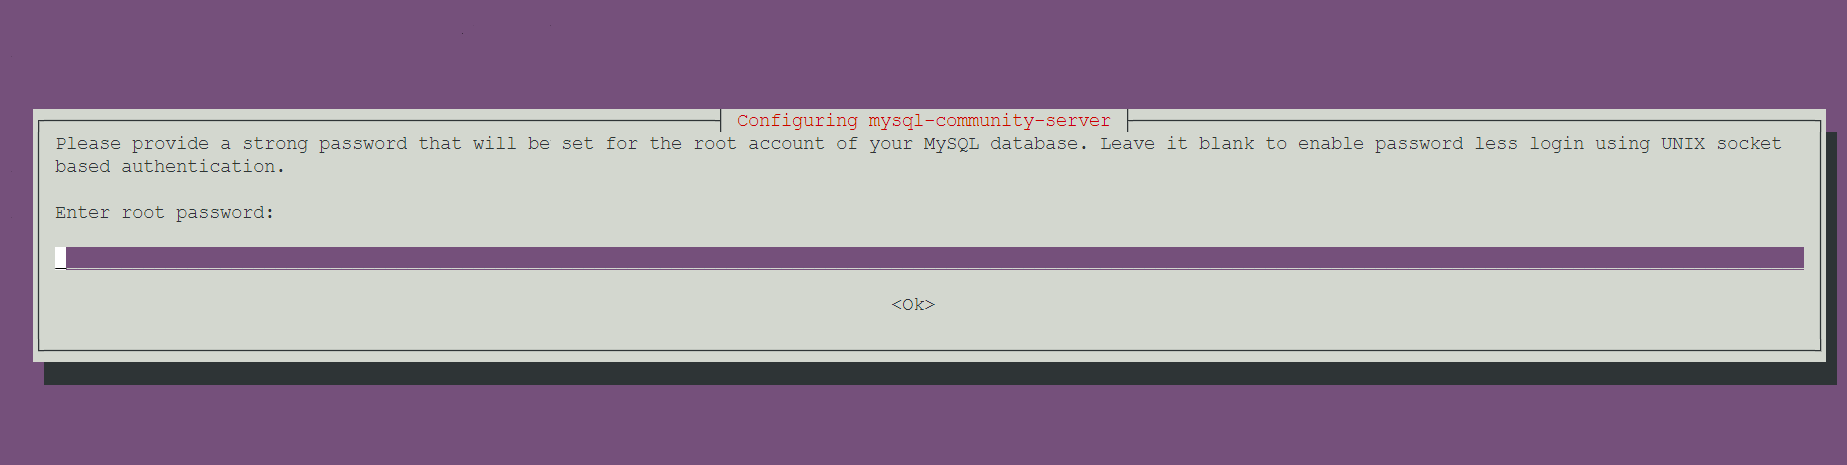 Configuring mysql-community-server
Please provide a strong password that will be set for the root account of your MySQL database. Leave it blank to enable password less login using UNIX socket
based authentication.
Enter root password:
<Ok>